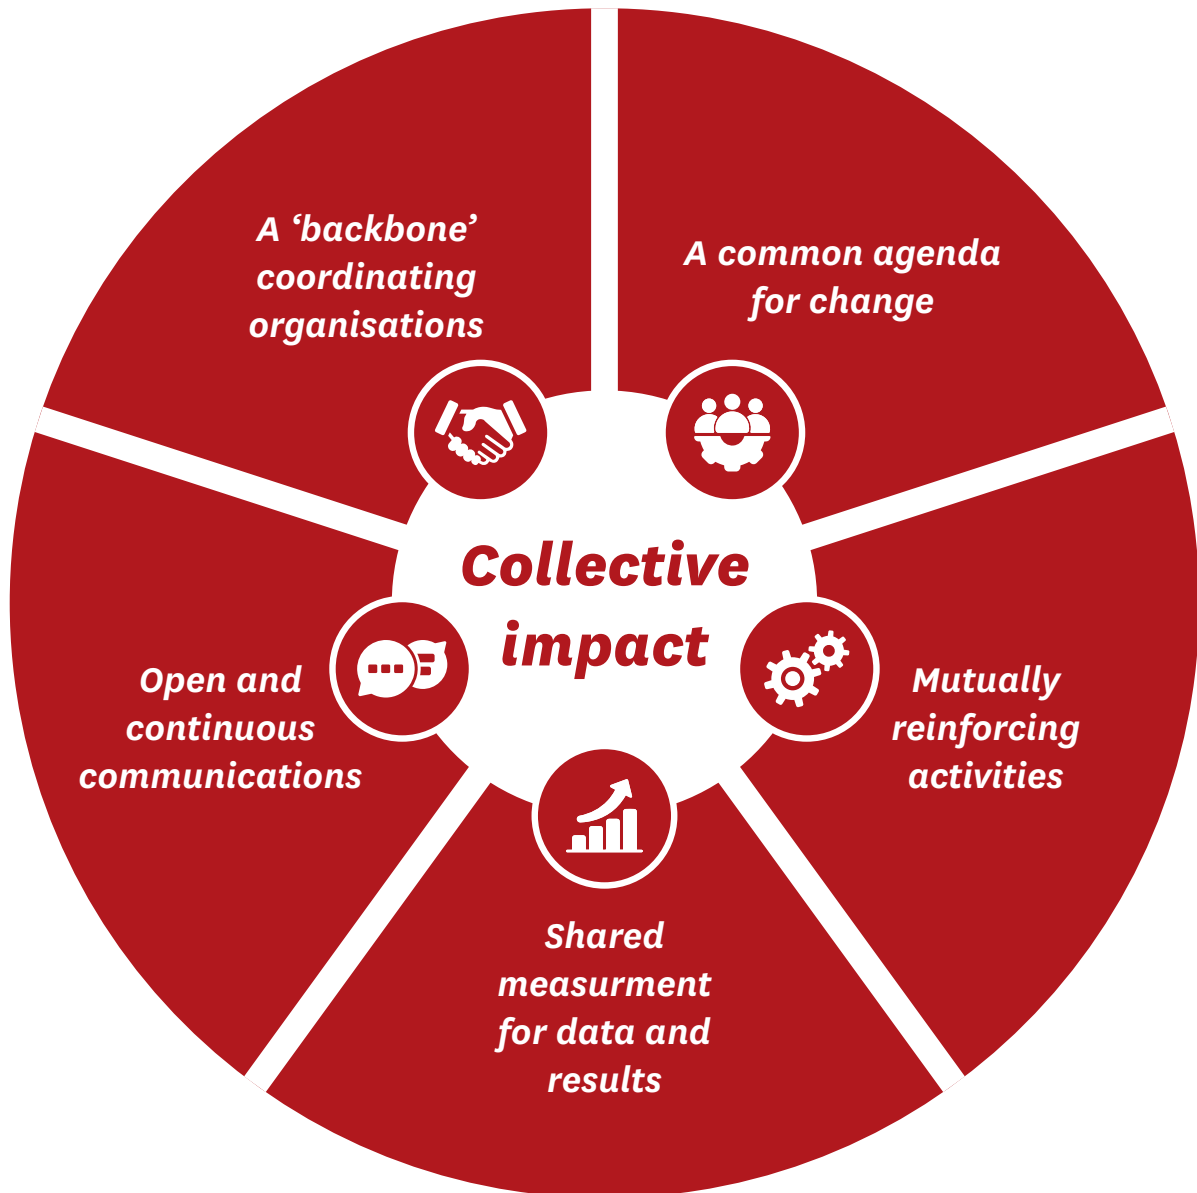 A ‘backbone’
coordinating
organisations
A common agenda
for change
Collective
impact
Open and
continuous
communications
Mutually
reinforcing
activities
Shared
measurment
for data and
results